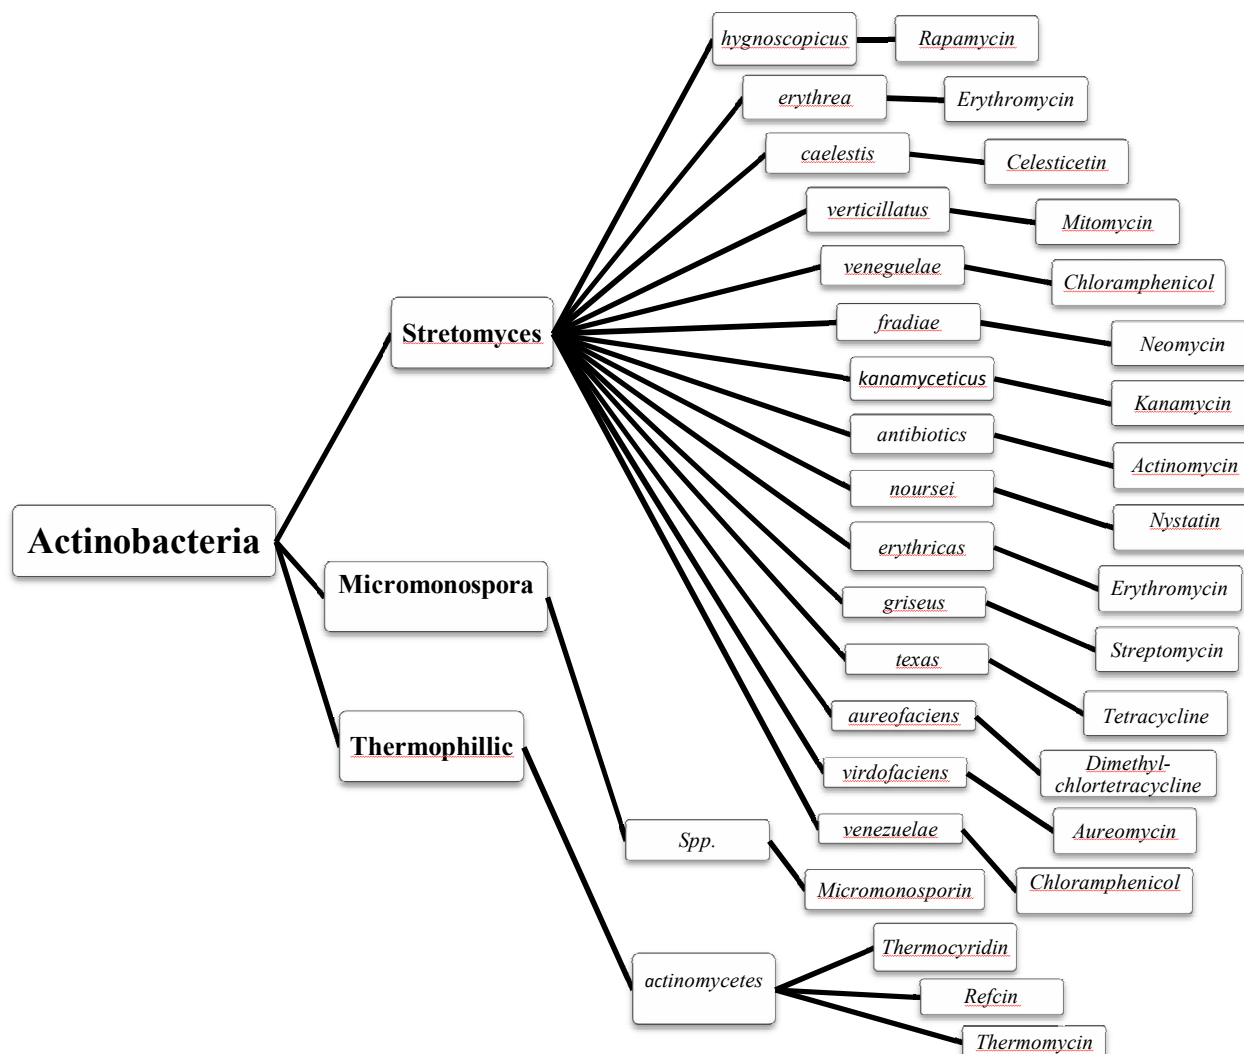 hygnoscopicus
Rapamycin
erythrea
Erythromycin
caelestis
Celesticetin
verticillatus
Mitomycin
veneguelae
Chloramphenicol
Stretomyces
fradiae
Neomycin
kanamyceticus
Kanamycin
antibiotics
Actinomycin
noursei
Nystatin
Actinobacteria
erythricas
Erythromycin
Micromonospora
griseus
Streptomycin
texas
Tetracycline
Thermophillic
aureofaciens
Dimethyl-
chlortetracycline
virdofaciens
Aureomycin
venezuelae
Chloramphenicol
Spp.
Micromonosporin
actinomycetes
Thermocyridin
Refcin
Thermomycin